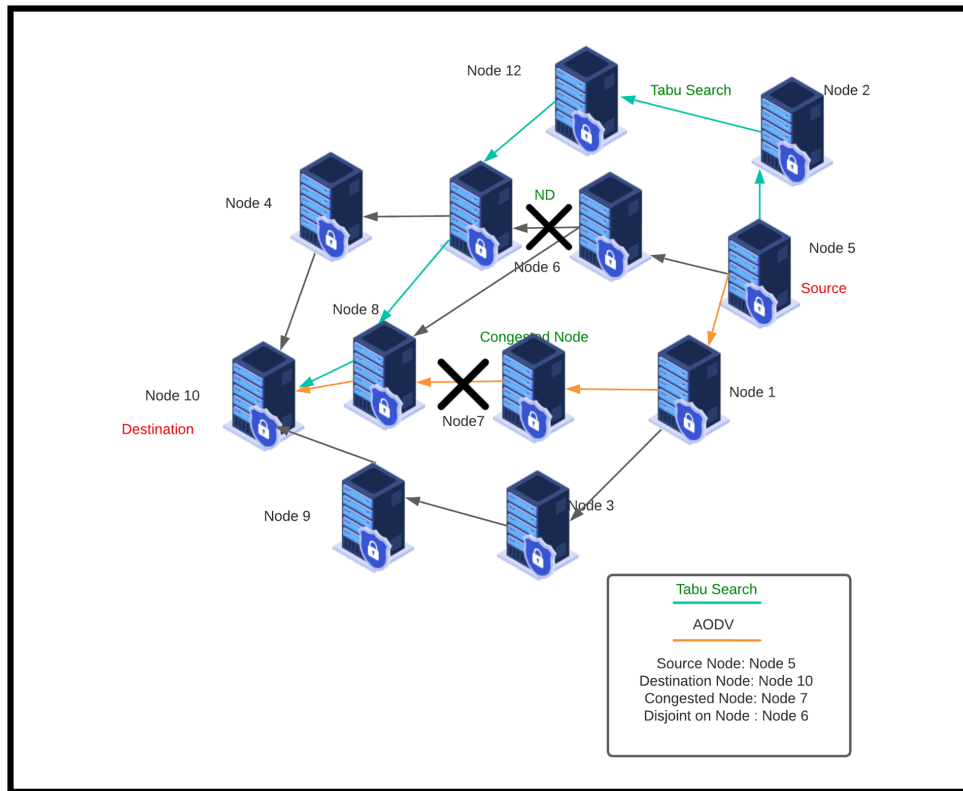 Node 12
Tabu Search
Node 2
ND
Node 4
Node 5
Node 6
Source
Node 8
Congested Node
Node 10
Node 1
Node7
Destination
Node 3
Node 9
Tabu Search
AODV
Source Node: Node 5
Destination Node: Node 10
Congested Node: Node 7
Disjoint on Node : Node 6